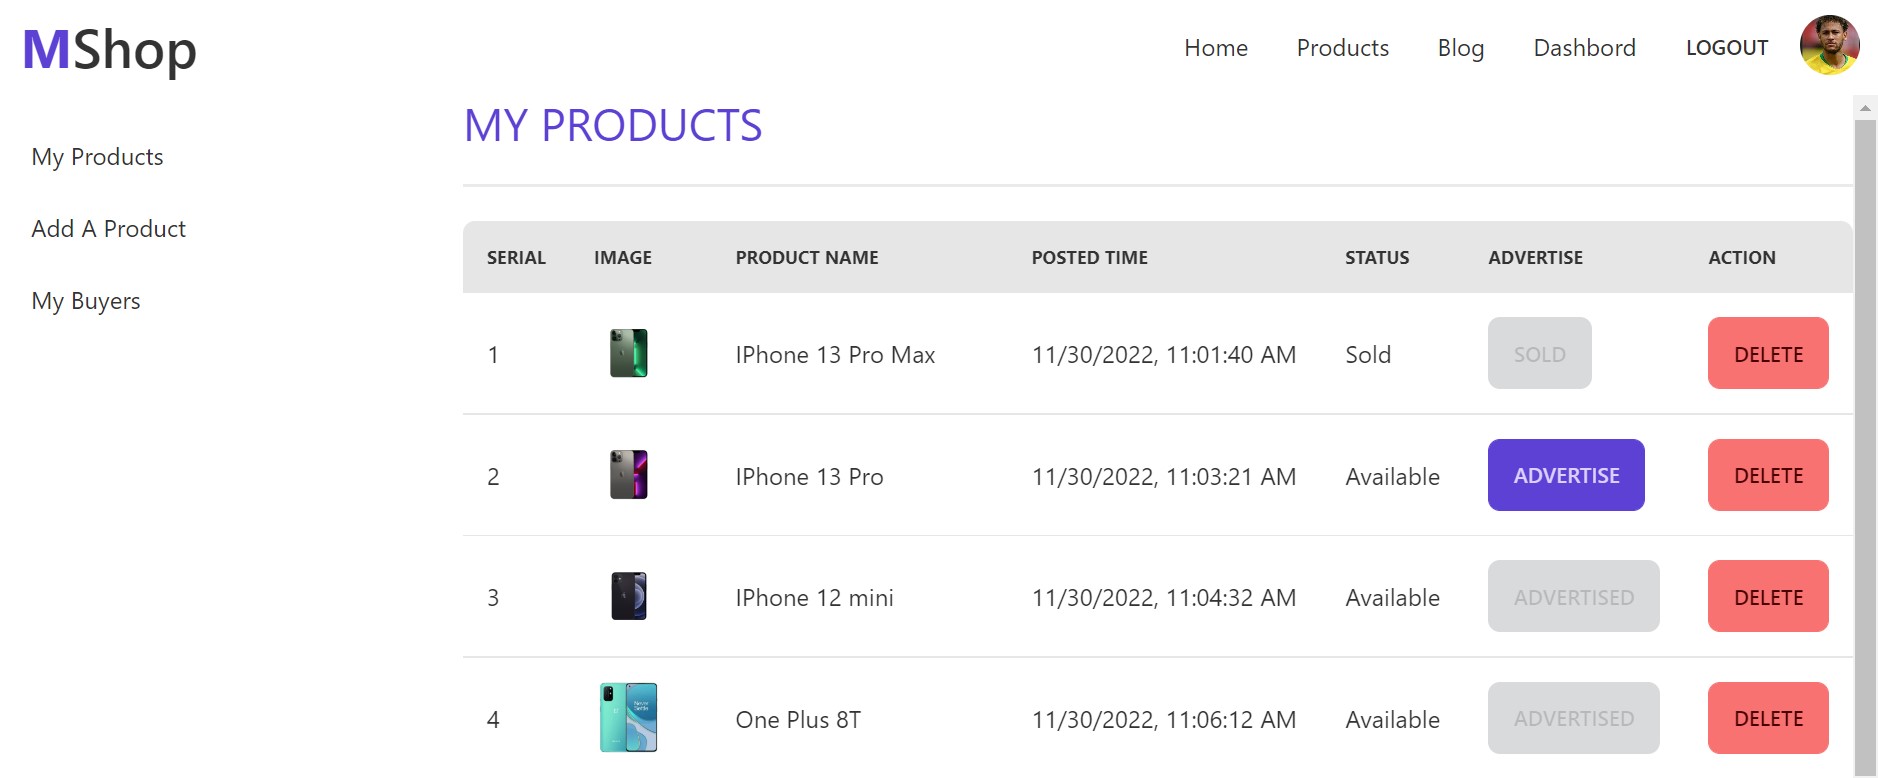 MShop
Home Products Blog Dashbord LOGOUT
My Products
Add A Product
My Buyers
MY PRODUCTS
SERIAL IMAGE PRODUCT NAME POSTED TIME STATUS ADVERTISE ACTION
1 IPhone 13 Pro Max 11/30/2022, 11:01:40 AM Sold SOLD DELETE
2 IPhone 13 Pro 11/30/2022, 11:03:21 AM Available ADVERTISE DELETE
3 IPhone 12 mini 11/30/2022, 11:04:32 AM Available ADVERTISED DELETE
4 One Plus 8T 11/30/2022, 11:06:12 AM Available ADVERTISED DELETE